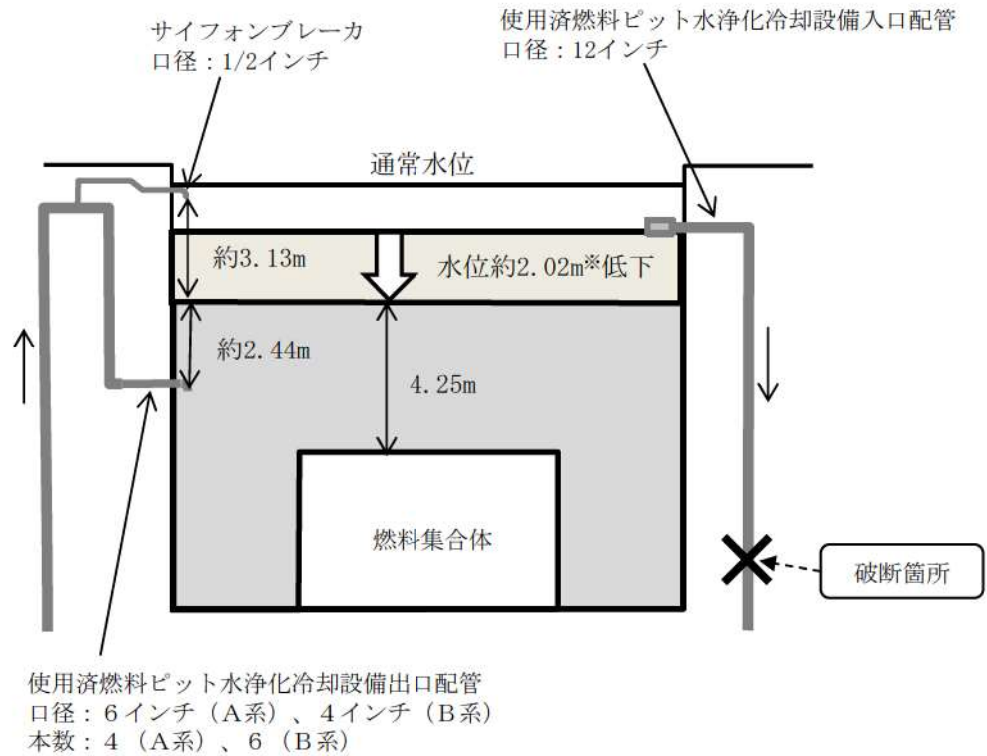 サイフォンブレーカ
口径：1/2インチ
使用済燃料ピット水浄化冷却設備入口配管
口径：12インチ
通常水位
約3.13m
水位約2.02m※低下
約2.44m
4.25m
燃料集合体
破断箇所
使用済燃料ピット水浄化冷却設備出口配管
口径：６インチ（Ａ系）、４インチ（Ｂ系）
本数：４（Ａ系）、６（Ｂ系）